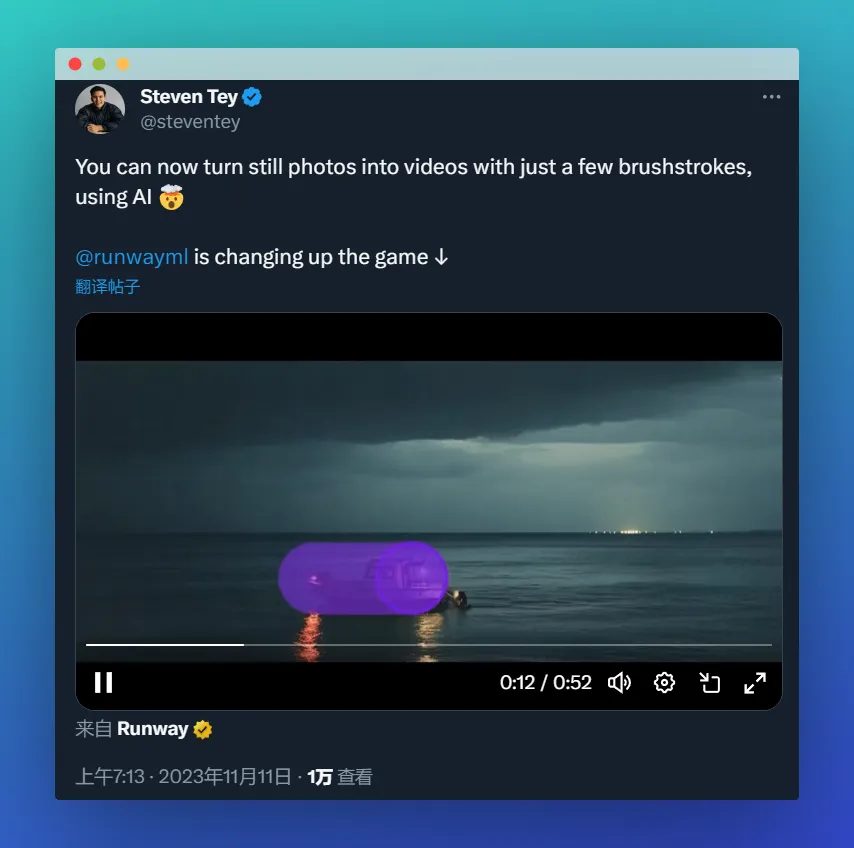 Steven Tey
@steventey
You can now turn still photos into videos with just a few brushstrokes,
using AI 🤯
@runwayml is changing up the game ↓
翻译帖子
0:12 / 0:52
来自 Runway
上午7:13 · 2023年11月11日 · 1万 查看